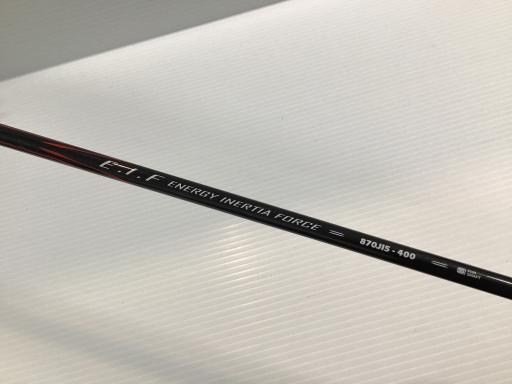 E.I.F ENERGY INERTIA FORCE 870JIS - 400